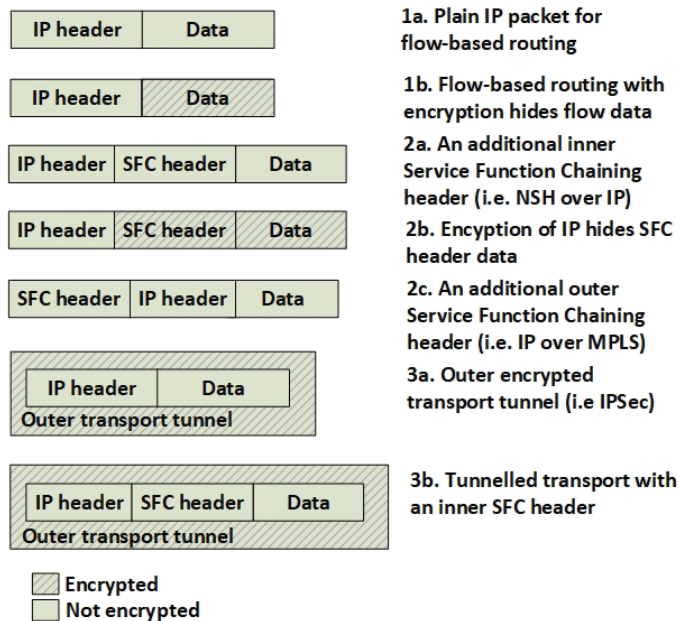 IP header Data
1a. Plain IP packet for
flow-based routing
IP header Data
1b. Flow-based routing with
encryption hides flow data
IP header SFC header Data
2a. An additional inner
Service Function Chaining
header (i.e. NSH over IP)
IP header SFC header Data
2b. Encyption of IP hides SFC
header data
SFC header IP header Data
2c. An additional outer
Service Function Chaining
header (i.e. IP over MPLS)
IP header Data
Outer transport tunnel
3a. Outer encrypted
transport tunnel (i.e IPSec)
IP header SFC header Data
Outer transport tunnel
3b. Tunnelled transport with
an inner SFC header
Encrypted
Not encrypted